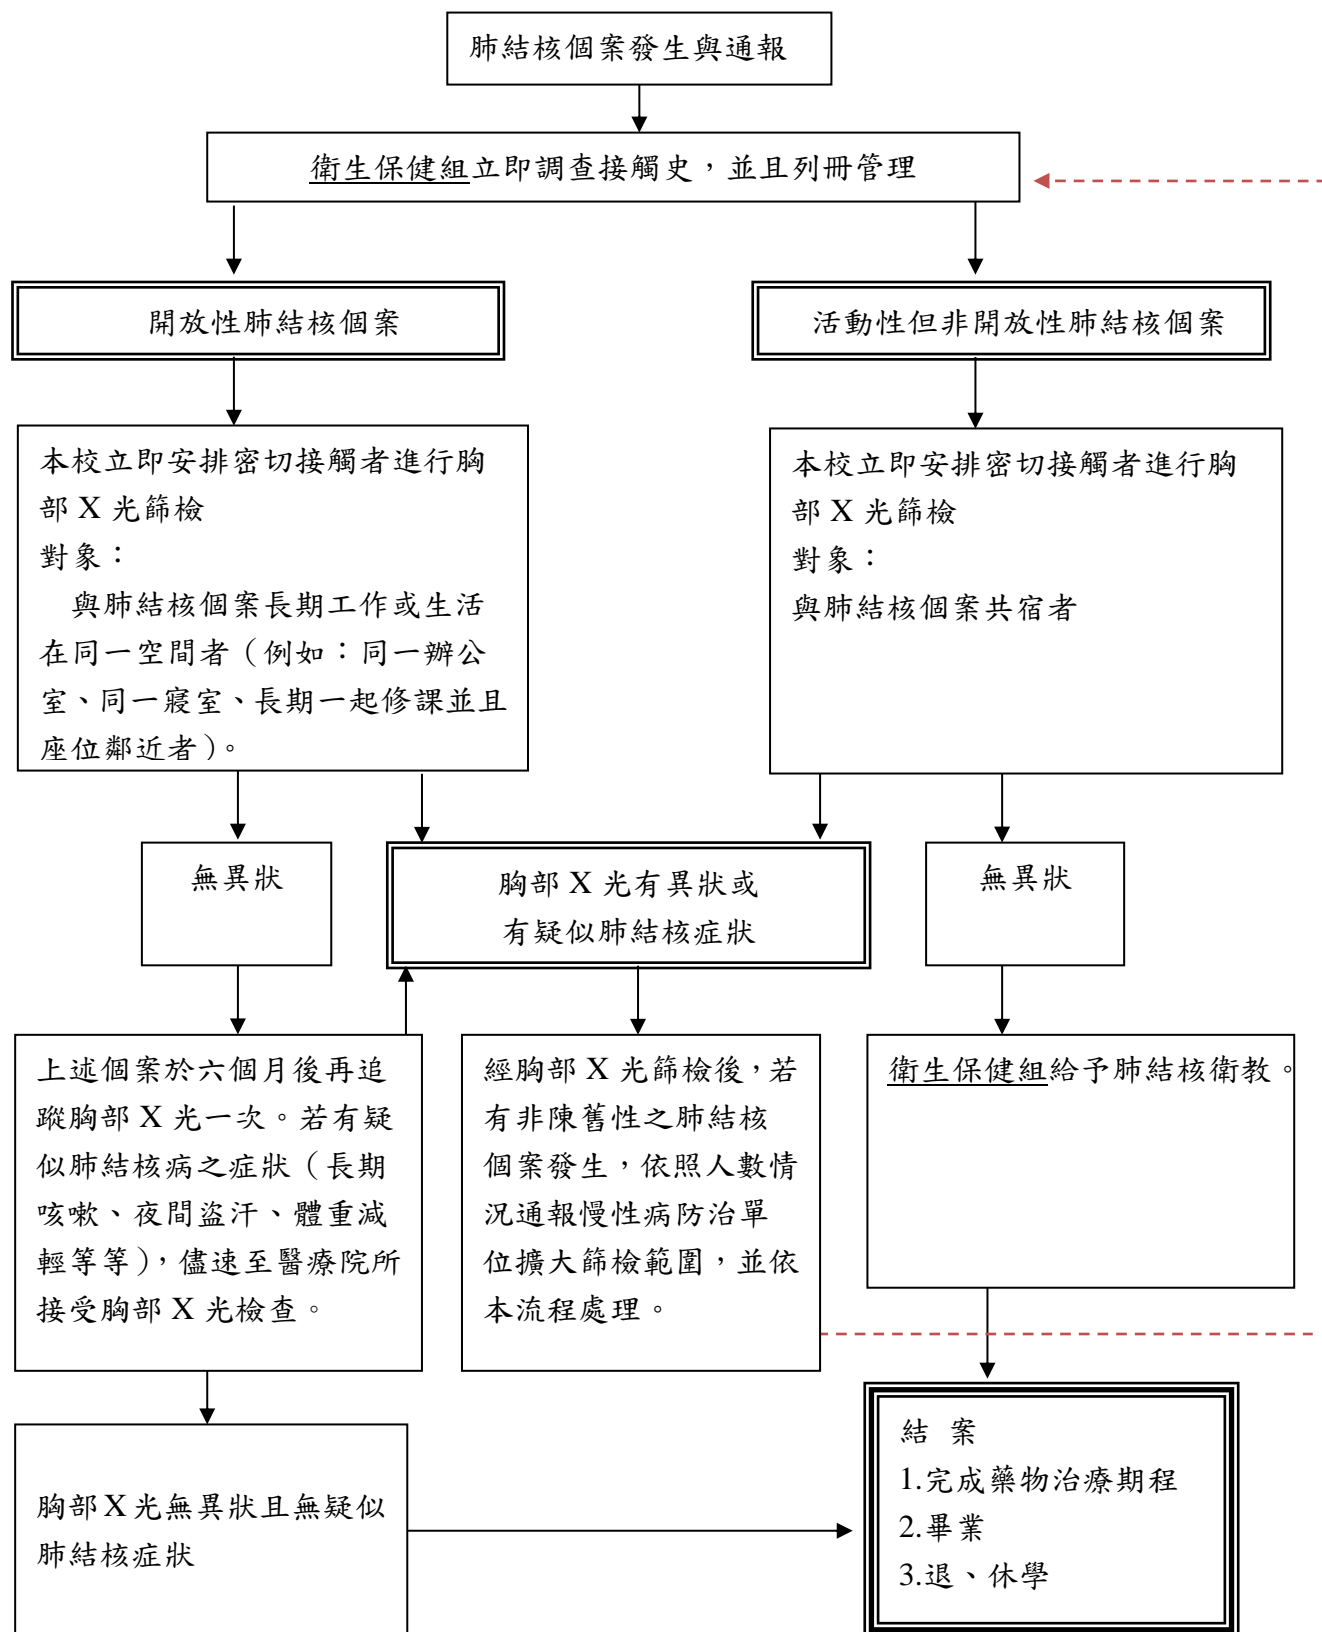 肺結核個案發生與通報
衛生保健組立即調查接觸史，並且列冊管理
開放性肺結核個案
活動性但非開放性肺結核個案
本校立即安排密切接觸者進行胸
部 X 光篩檢
對象：
與肺結核個案長期工作或生活
在同一空間者（例如：同一辦公
室、同一寢室、長期一起修課並且
座位鄰近者）。
本校立即安排密切接觸者進行胸
部 X 光篩檢
對象：
與肺結核個案共宿者
無異狀
胸部 X 光有異狀或
有疑似肺結核症狀
無異狀
上述個案於六個月後再追
蹤胸部 X 光一次。若有疑
似肺結核病之症狀（長期
咳嗽、夜間盜汗、體重減
輕等等），儘速至醫療院所
接受胸部 X 光檢查。
經胸部 X 光篩檢後，若
有非陳舊性之肺結核
個案發生，依照人數情
況通報慢性病防治單
位擴大篩檢範圍，並依
本流程處理。
衛生保健組給予肺結核衛教。
胸部 X 光無異狀且無疑似
肺結核症狀
結 案
1.完成藥物治療期程
2.畢業
3.退、休學